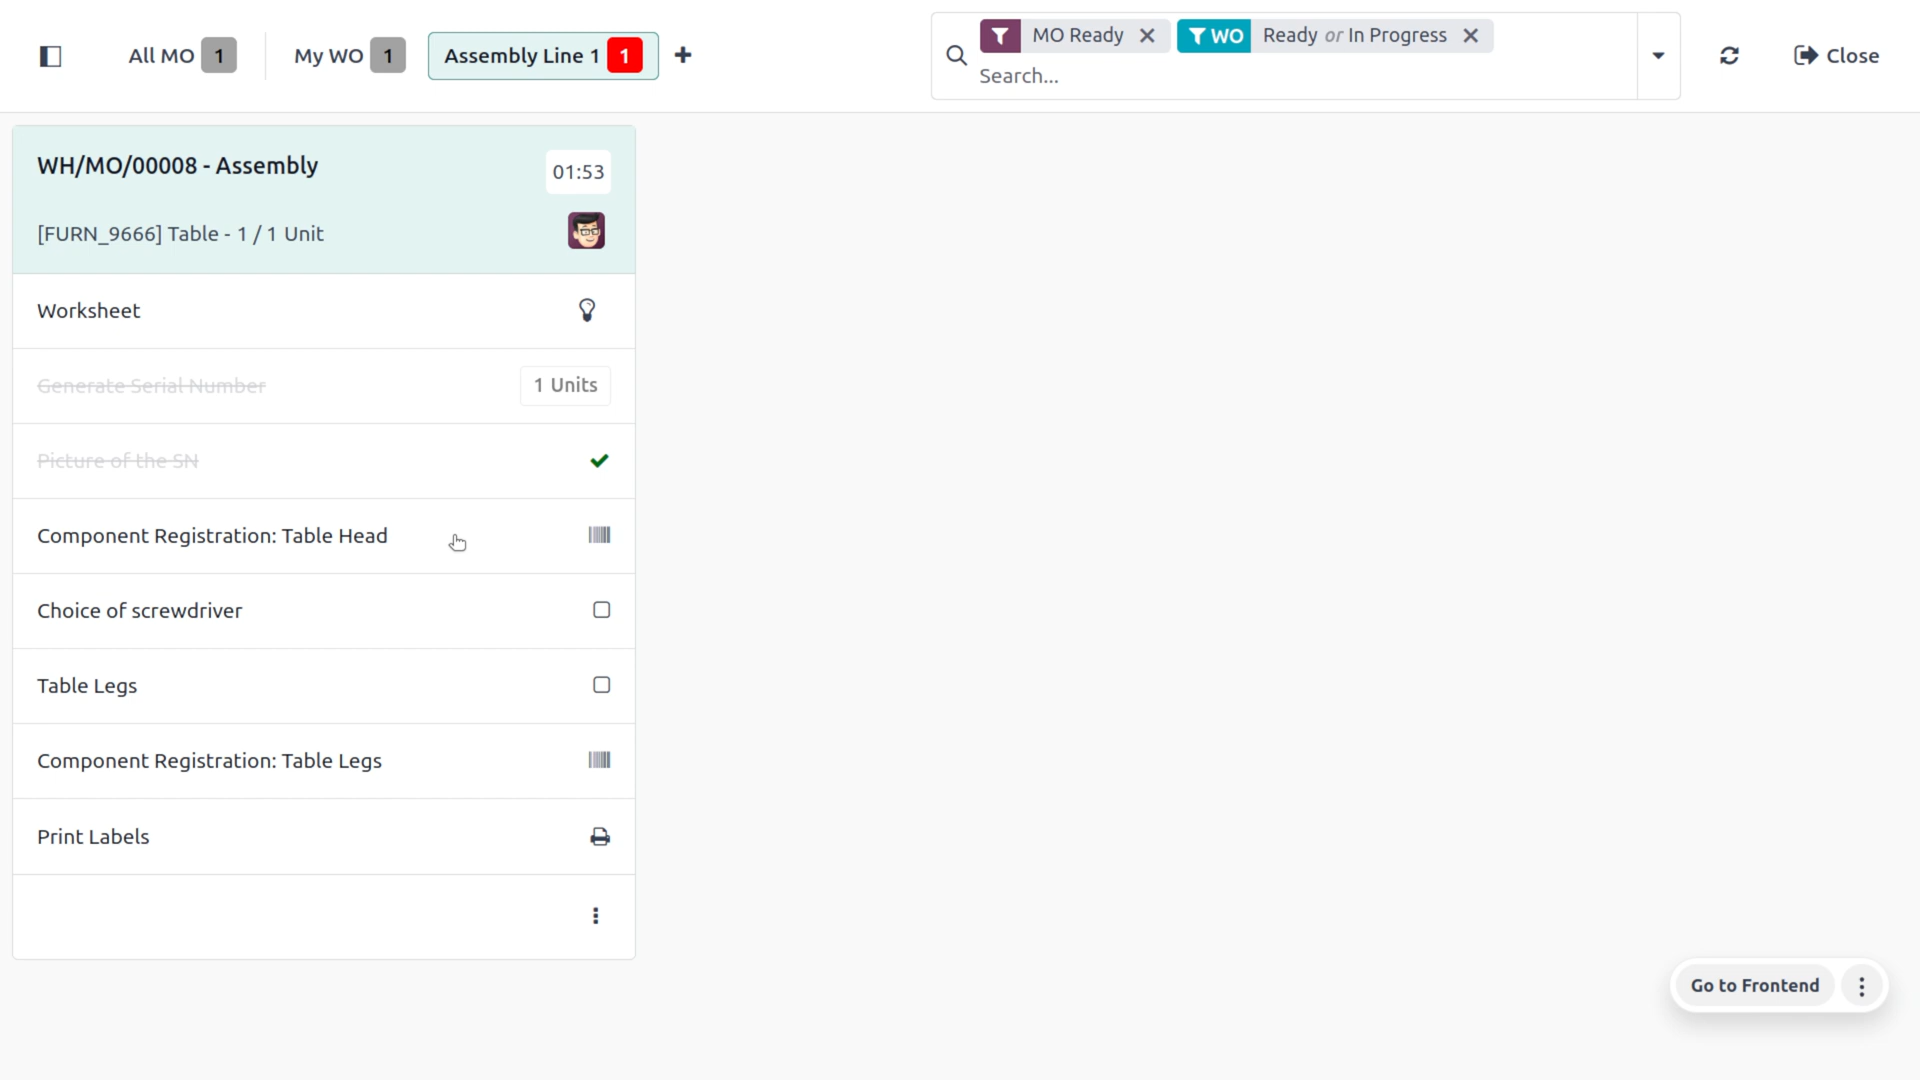 All MO 1
My WO 1
Assembly Line 1 1
MO Ready
WO Ready or In Progress
Search...
Close
WH/MO/00008 - Assembly
01:53
[FURN_9666] Table - 1 / 1 Unit
Worksheet
Generate Serial Number
1 Units
Picture of the SN
Component Registration: Table Head
Choice of screwdriver
Table Legs
Component Registration: Table Legs
Print Labels
Go to Frontend